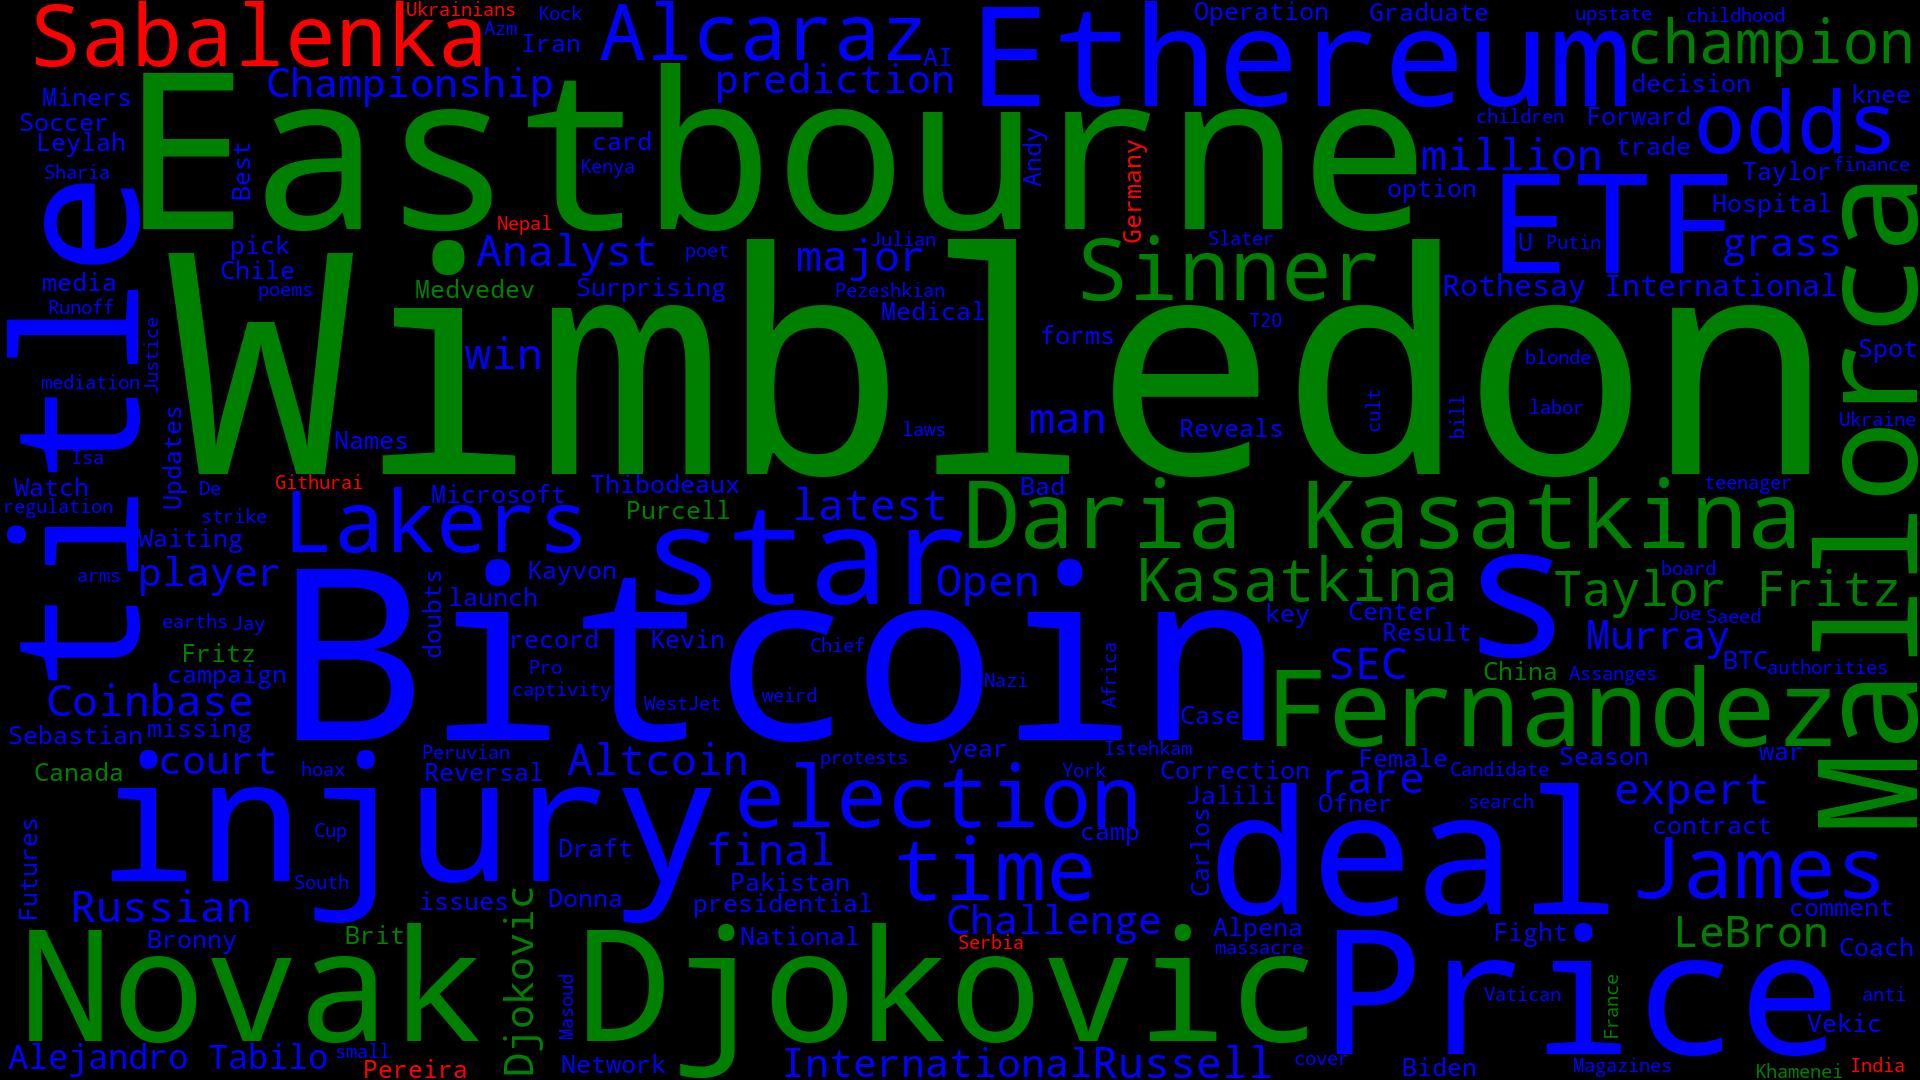 Sabalenka
Ukrainians
Azm
Kock
Iran
Alcaraz
AI
Ethereum
Operation
Graduate
upstate
childhood
champion
Championship
prediction
decision
knee
Miners
Soccer
Leylah
Sharia
Eastbourne
Best
card
Kenya
Andy
Germany
children
Forward
odds
million
trade
Taylor
finance
option
title
Nepal
ETF
Hospital
U
Putin
grass
Mallorca
pick
Chile
poems
Analyst
poet
major
Julian
Sinner
Slater
media
Runoff
Medvedev
Surprising
Pezeshkian
Medical
Rothesay International
Wimbledon
win
forms
T20
blonde
Spot
mediation
Justice
labor
cult
bill
man
Reveals
laws
Names
Ukraine
Updates
Isa
Watch
regulation
De
Githurai
Microsoft
Thibodeaux
Bad
teenager
strike
Lakers
Purcell
latest
Daria Kasatkina
Waiting
star
arms
player
Kayvon
Open
Kasatkina
s
board
Taylor Fritz
Bitcoin
doubts
launch
earths
Jay
record
Kevin
Chief
key
Center
Result
Joe
Saeed
Murray
Fritz
campaign
Pro
captivity
WestJet
weird
Nazi
Africa
SEC
China
Assanges
BTC
authorities
Coinbase
Case
Fernandez
Sebastian
missing
court
hoax
Peruvian
Reversal
Altcoin
protests
year
Istehkam
Female
Season
war
Canada
York
Correction
rare
Candidate
injury
election
Jalili
Ofner
search
expert
Futures
Cup
Draft
camp
Carlos
deal
contract
final
time
South
Pakistan
James
Russian
issues
Donna
presidential
Challenge
comment
Bronny
Brit
Djokovic
National
Serbia
Alpena
massacre
Fight
LeBron
Coach
Novak Djokovic
Masoud
Price
Vatican
France
anti
Vekic
Alejandro Tabilo
small
Pereira
Network
International
Russell
cover
Biden
Magazines
Khamenei
India